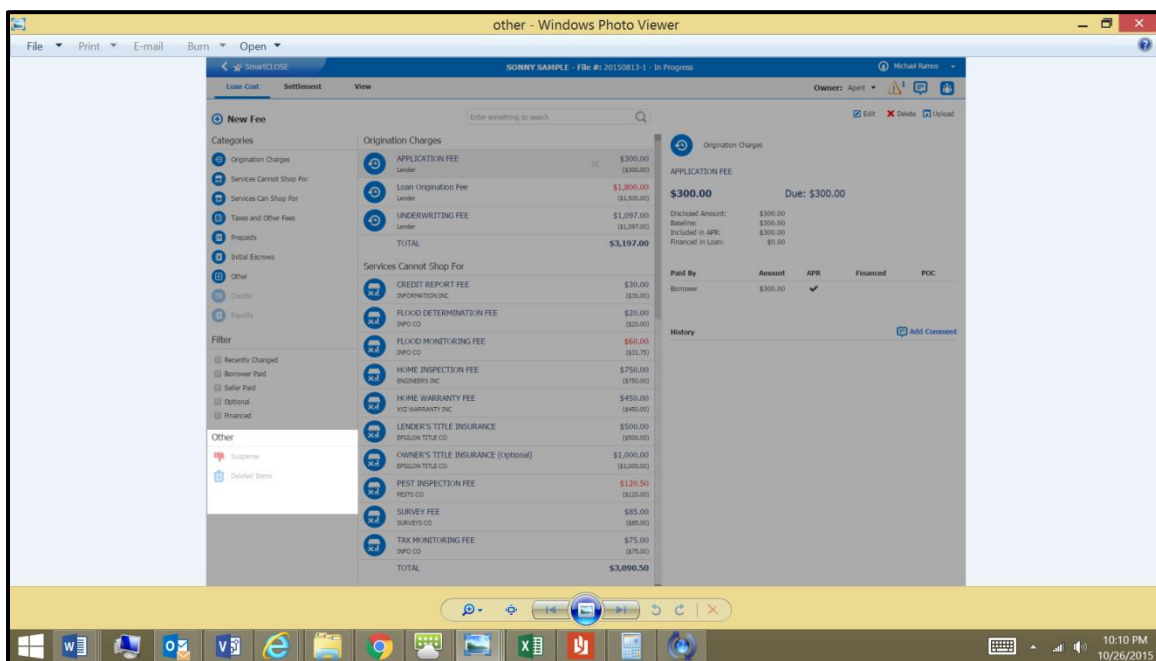 other - Windows Photo Viewer
File Print E-mail Burn Open
SmartCLOSE
SONNY SAMPLE - File #: 20150813-1 - In Progress
Michael Ramos
Loan Cost Settlement View
Owner: Agent
1
New Fee
Enter something to search
Edit Delete Upload
Categories
Origination Charges
Services Cannot Shop For
Services Can Shop For
Taxes and Other Fees
Prepaids
Initial Escrows
Other
Credits
Payoffs
Filter
Recently Changed
Borrower Paid
Seller Paid
Optional
Financed
Other
Suspense
Deleted Items
Origination Charges
APPLICATION FEE $300.00
Lender ($300.00)
Loan Origination Fee $1,800.00
Lender ($1,500.00)
UNDERWRITING FEE $1,097.00
Lender ($1,097.00)
TOTAL $3,197.00
Services Cannot Shop For
CREDIT REPORT FEE $30.00
INFORMATION INC ($30.00)
FLOOD DETERMINATION FEE $20.00
INFO CO ($20.00)
FLOOD MONITORING FEE $60.00
INFO CO ($31.75)
HOME INSPECTION FEE $750.00
ENGINEERS INC ($750.00)
HOME WARRANTY FEE $450.00
XYZ WARRANTY INC ($450.00)
LENDER'S TITLE INSURANCE $500.00
EPSILON TITLE CO ($500.00)
OWNER'S TITLE INSURANCE (Optional) $1,000.00
EPSILON TITLE CO ($1,000.00)
PEST INSPECTION FEE $120.50
PESTS CO ($120.00)
SURVEY FEE $85.00
SURVEYS CO ($85.00)
TAX MONITORING FEE $75.00
INFO CO ($75.00)
TOTAL $3,090.50
Origination Charges
APPLICATION FEE
$300.00 Due: $300.00
Disclosed Amount: $300.00
Baseline: $300.00
Included in APR: $300.00
Financed in Loan: $0.00
Paid By Amount APR Financed POC
Borrower $300.00
History Add Comment
10:10 PM
10/26/2015